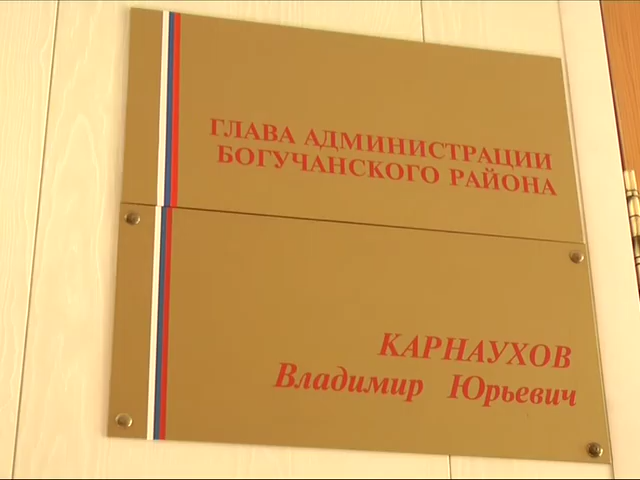 ГЛАВА АДМИНИСТРАЦИИ
БОГУЧАНСКОГО РАЙОНА
КАРНАУХОВ
Владимир Юрьевич